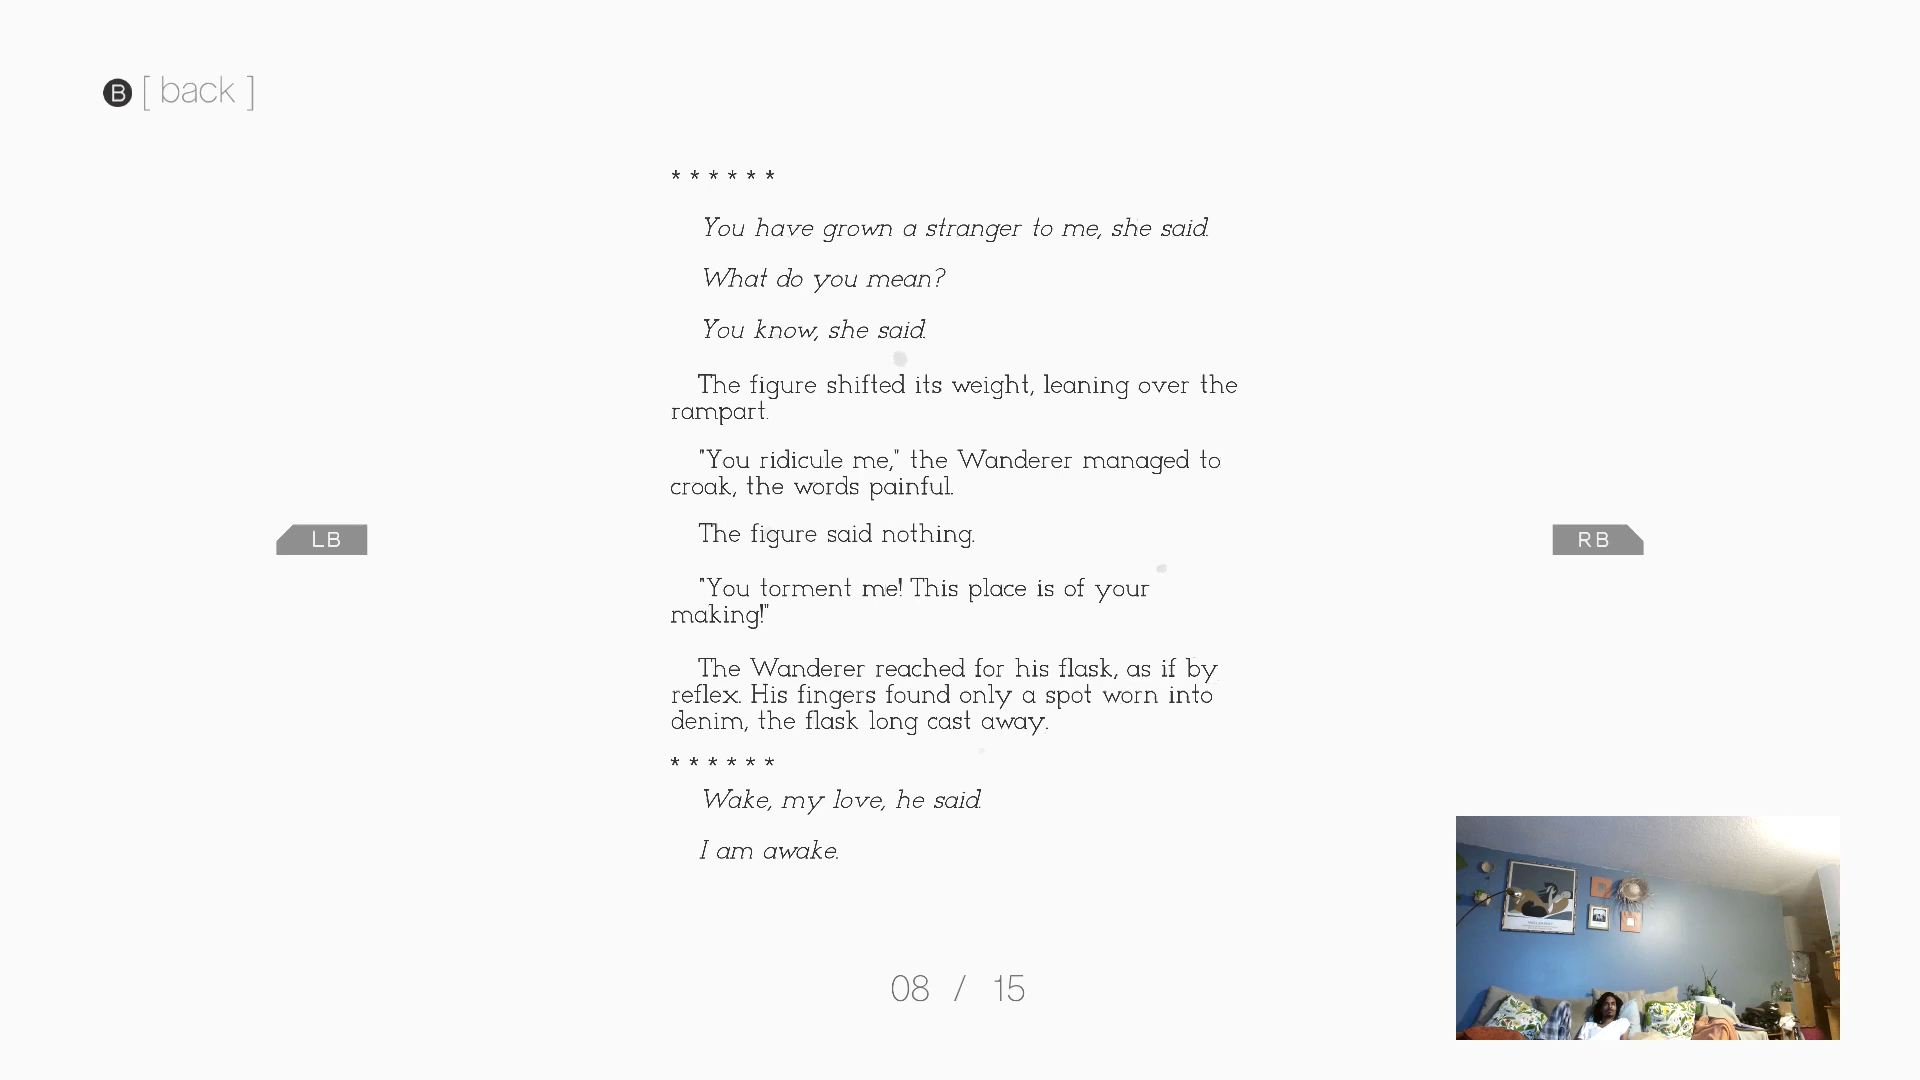 B [ back ]
* * * * * *
You have grown a stranger to me, she said.
What do you mean?
You know, she said.
The figure shifted its weight, leaning over the
rampart.
"You ridicule me," the Wanderer managed to
croak, the words painful.
The figure said nothing.
LB
RB
"You torment me! This place is of your
making!"
The Wanderer reached for his flask, as if by
reflex. His fingers found only a spot worn into
denim, the flask long cast away.
* * * * * *
Wake, my love, he said.
I am awake.
08 / 15